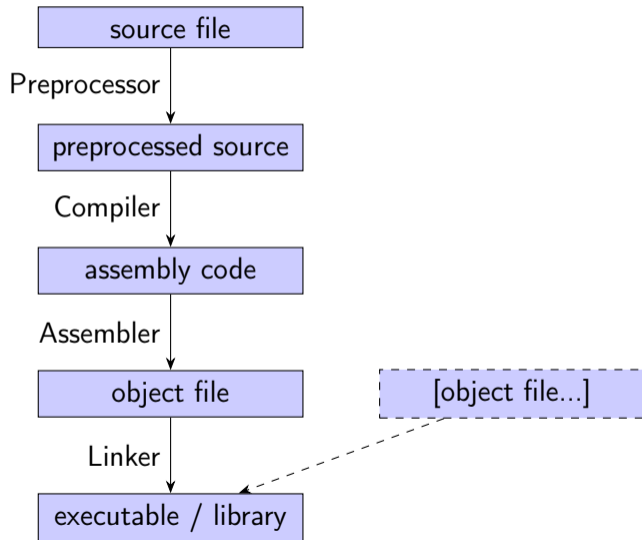 source file
Preprocessor
preprocessed source
Compiler
assembly code
Assembler
object file
[object file...]
Linker
executable / library